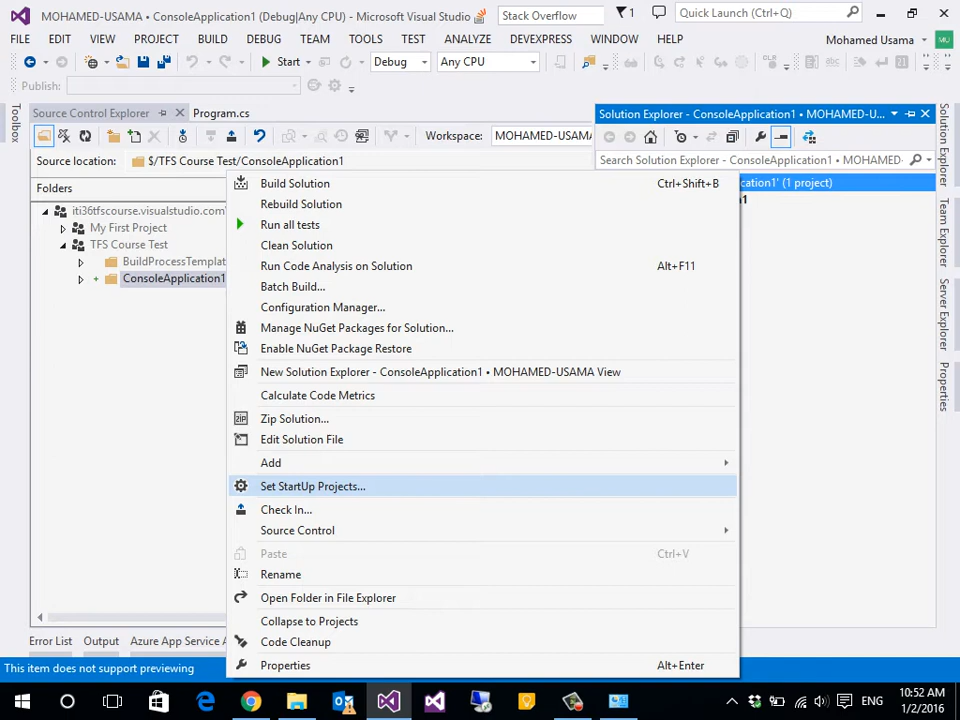 MOHAMED-USAMA • ConsoleApplication1 (Debug|Any CPU) - Microsoft Visual Studio
Stack Overflow
1
Quick Launch (Ctrl+Q)
FILE EDIT VIEW PROJECT BUILD DEBUG TEAM TOOLS TEST ANALYZE DEVEXPRESS WINDOW HELP
Mohamed Usama MU
Start Debug Any CPU
Publish:
Toolbox
Source Control Explorer
Program.cs
Workspace: MOHAMED-USAMA
Source location: $/TFS Course Test/ConsoleApplication1
Folders
iti36tfscourse.visualstudio.com
My First Project
TFS Course Test
BuildProcessTemplat
ConsoleApplication1
Solution Explorer - ConsoleApplication1 • MOHAMED-U...
Search Solution Explorer - ConsoleApplication1 • MOHAMED-
cation1' (1 project)
Build Solution Ctrl+Shift+B
Rebuild Solution
Run all tests
Clean Solution
Run Code Analysis on Solution Alt+F11
Batch Build...
Configuration Manager...
Manage NuGet Packages for Solution...
Enable NuGet Package Restore
New Solution Explorer - ConsoleApplication1 • MOHAMED-USAMA View
Calculate Code Metrics
ZIP Zip Solution...
Edit Solution File
Add
Set StartUp Projects...
Check In...
Source Control
Paste Ctrl+V
Rename
Open Folder in File Explorer
Collapse to Projects
Code Cleanup
Properties Alt+Enter
Solution Explorer
Team Explorer
Server Explorer
Properties
Error List Output Azure App Service A
This item does not support previewing
ENG
10:52 AM
1/2/2016